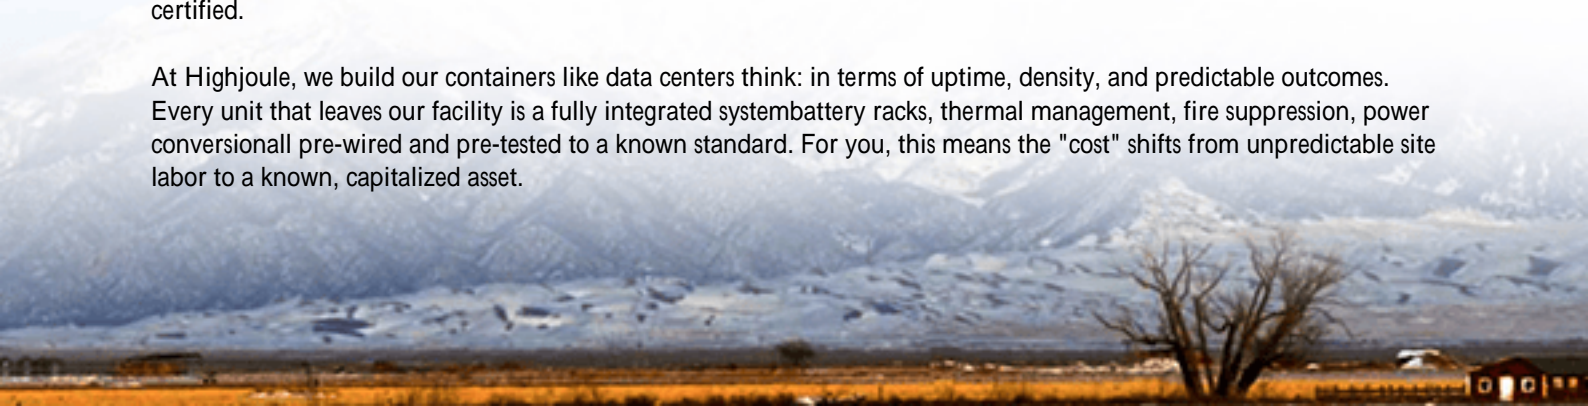 certified.
At Highjoule, we build our containers like data centers think: in terms of uptime, density, and predictable outcomes.
Every unit that leaves our facility is a fully integrated systembattery racks, thermal management, fire suppression, power
conversionall pre-wired and pre-tested to a known standard. For you, this means the "cost" shifts from unpredictable site
labor to a known, capitalized asset.